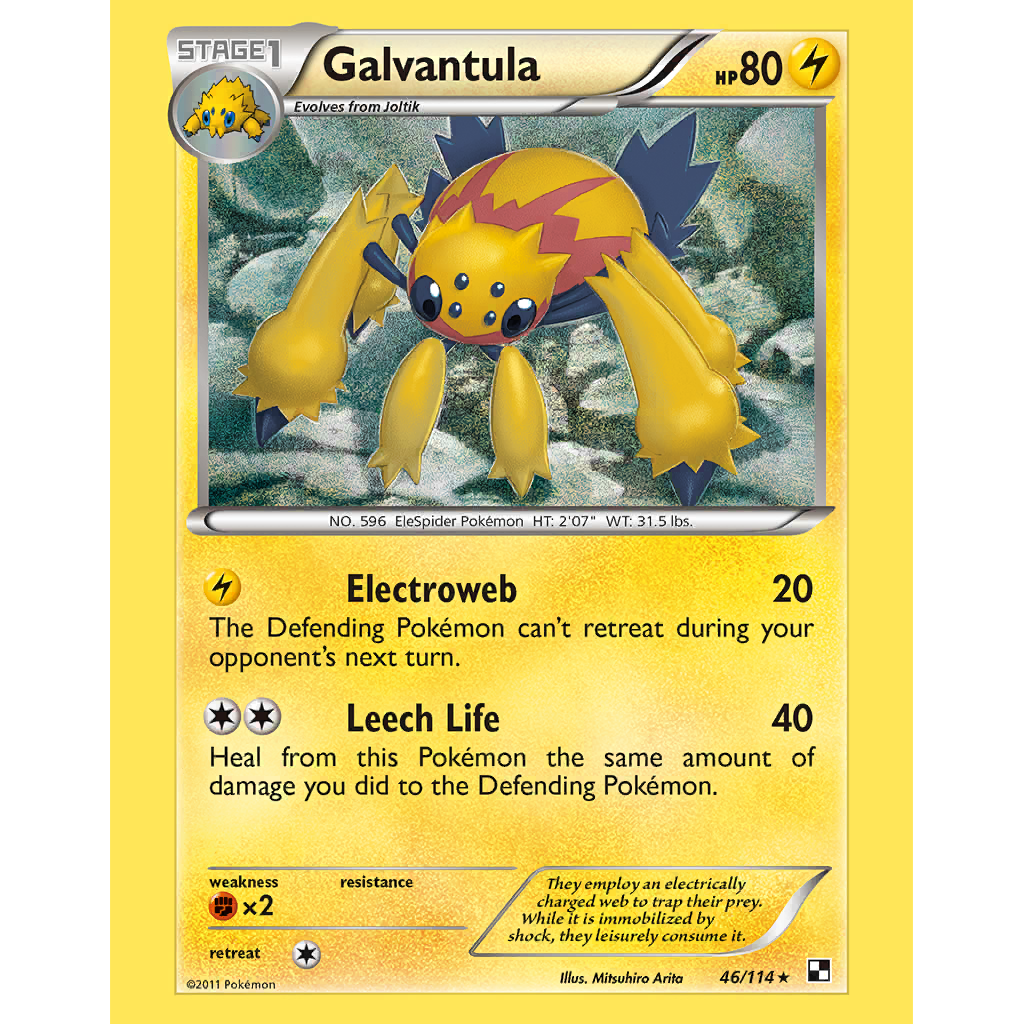 STAGE1
Galvantula
HP80
Evolves from Joltik
NO. 596 EleSpider Pokémon HT: 2'07" WT: 31.5 lbs.
Electroweb 20
The Defending Pokémon can't retreat during your
opponent's next turn.
Leech Life 40
Heal from this Pokémon the same amount of
damage you did to the Defending Pokémon.
weakness resistance
×2
They employ an electrically
charged web to trap their prey.
While it is immobilized by
shock, they leisurely consume it.
retreat
Illus. Mitsuhiro Arita 46/114 ★
©2011 Pokémon